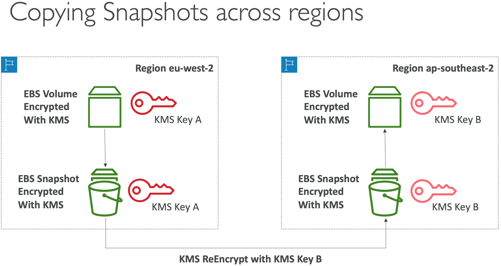 Copying Snapshots across regions
Region eu-west-2
EBS Volume
Encrypted
With KMS
KMS Key A
EBS Snapshot
Encrypted
With KMS
KMS Key A
Region ap-southeast-2
EBS Volume
Encrypted
With KMS
KMS Key B
EBS Snapshot
Encrypted
With KMS
KMS Key B
KMS ReEncrypt with KMS Key B